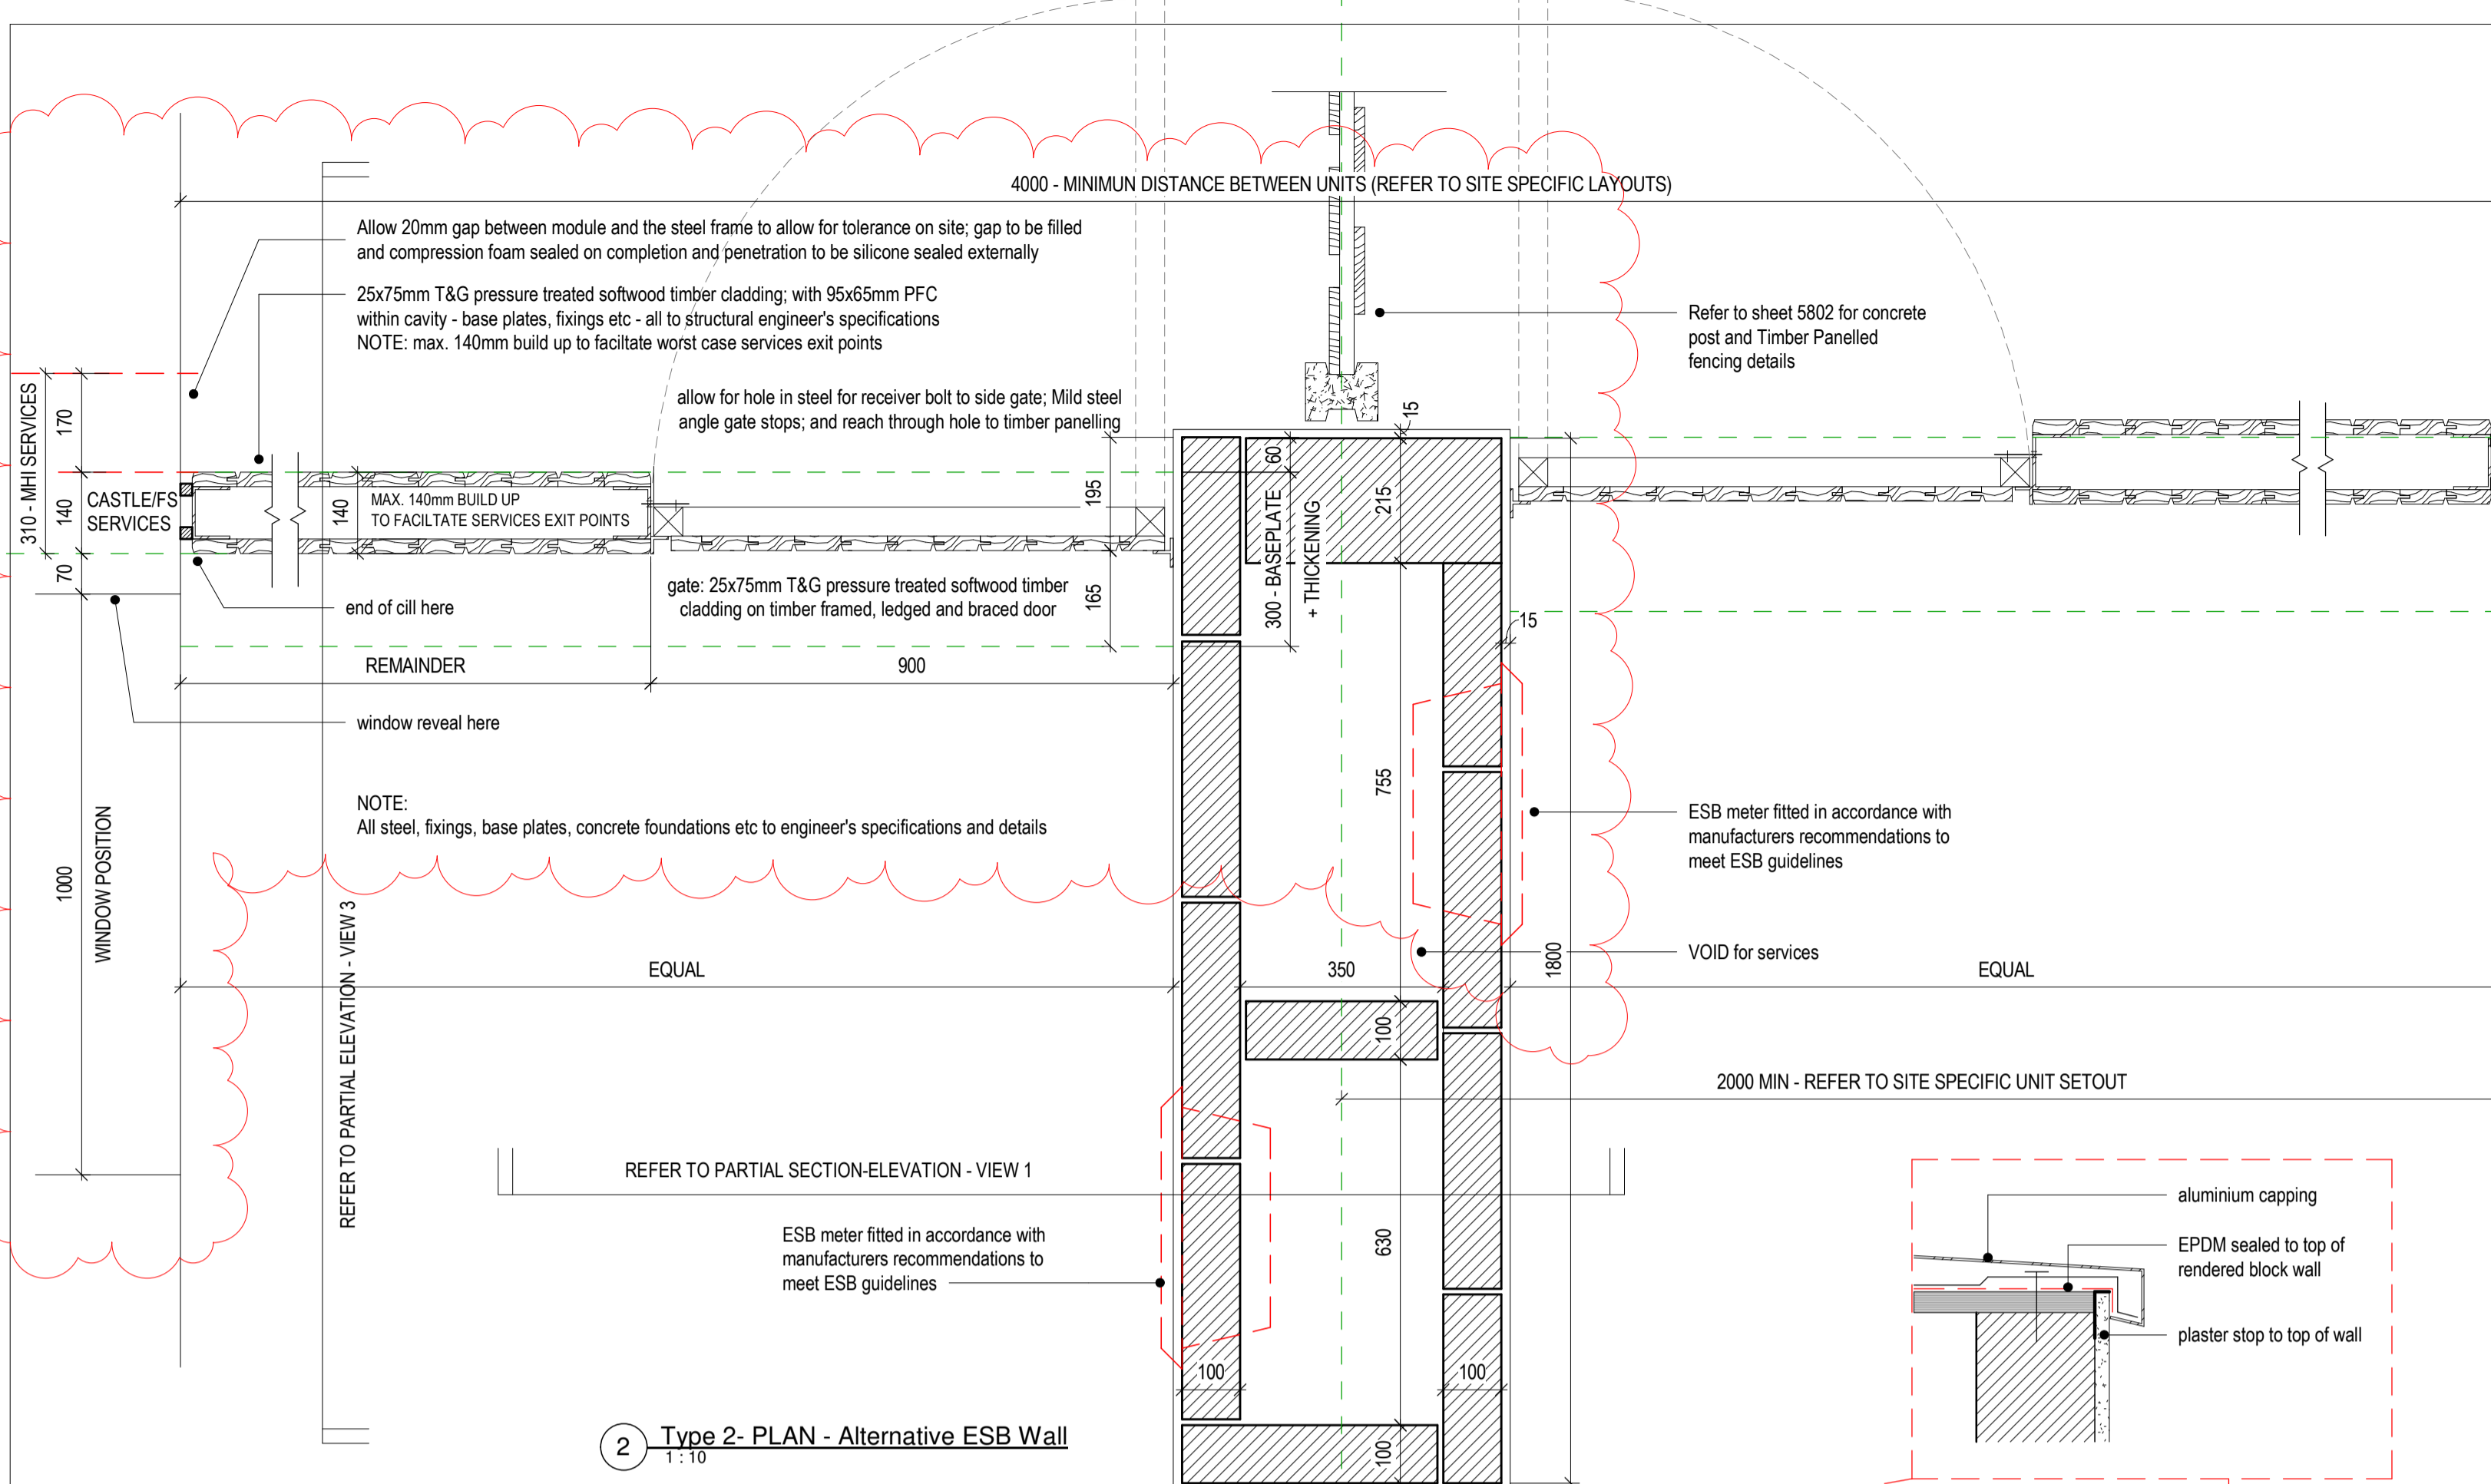 4000 - MINIMUN DISTANCE BETWEEN UNITS (REFER TO SITE SPECIFIC LAYOUTS)
Allow 20mm gap between module and the steel frame to allow for tolerance on site; gap to be filled
and compression foam sealed on completion and penetration to be silicone sealed externally
25x75mm T&G pressure treated softwood timber cladding; with 95x65mm PFC
within cavity - base plates, fixings etc - all to structural engineer's specifications
NOTE: max. 140mm build up to faciltate worst case services exit points
Refer to sheet 5802 for concrete
post and Timber Panelled
fencing details
allow for hole in steel for receiver bolt to side gate; Mild steel
angle gate stops; and reach through hole to timber panelling
310 - MHI SERVICES
170
140
70
CASTLE/FS
SERVICES
140
MAX. 140mm BUILD UP
TO FACILTATE SERVICES EXIT POINTS
195
165
15
60
215
300 - BASEPLATE
+ THICKENING
end of cill here
gate: 25x75mm T&G pressure treated softwood timber
cladding on timber framed, ledged and braced door
15
REMAINDER
900
window reveal here
755
NOTE:
All steel, fixings, base plates, concrete foundations etc to engineer's specifications and details
ESB meter fitted in accordance with
manufacturers recommendations to
meet ESB guidelines
1000
WINDOW POSITION
REFER TO PARTIAL ELEVATION - VIEW 3
VOID for services
1800
EQUAL
350
EQUAL
100
2000 MIN - REFER TO SITE SPECIFIC UNIT SETOUT
REFER TO PARTIAL SECTION-ELEVATION - VIEW 1
ESB meter fitted in accordance with
manufacturers recommendations to
meet ESB guidelines
630
aluminium capping
EPDM sealed to top of
rendered block wall
plaster stop to top of wall
100
100
100
2
Type 2- PLAN - Alternative ESB Wall
1 : 10